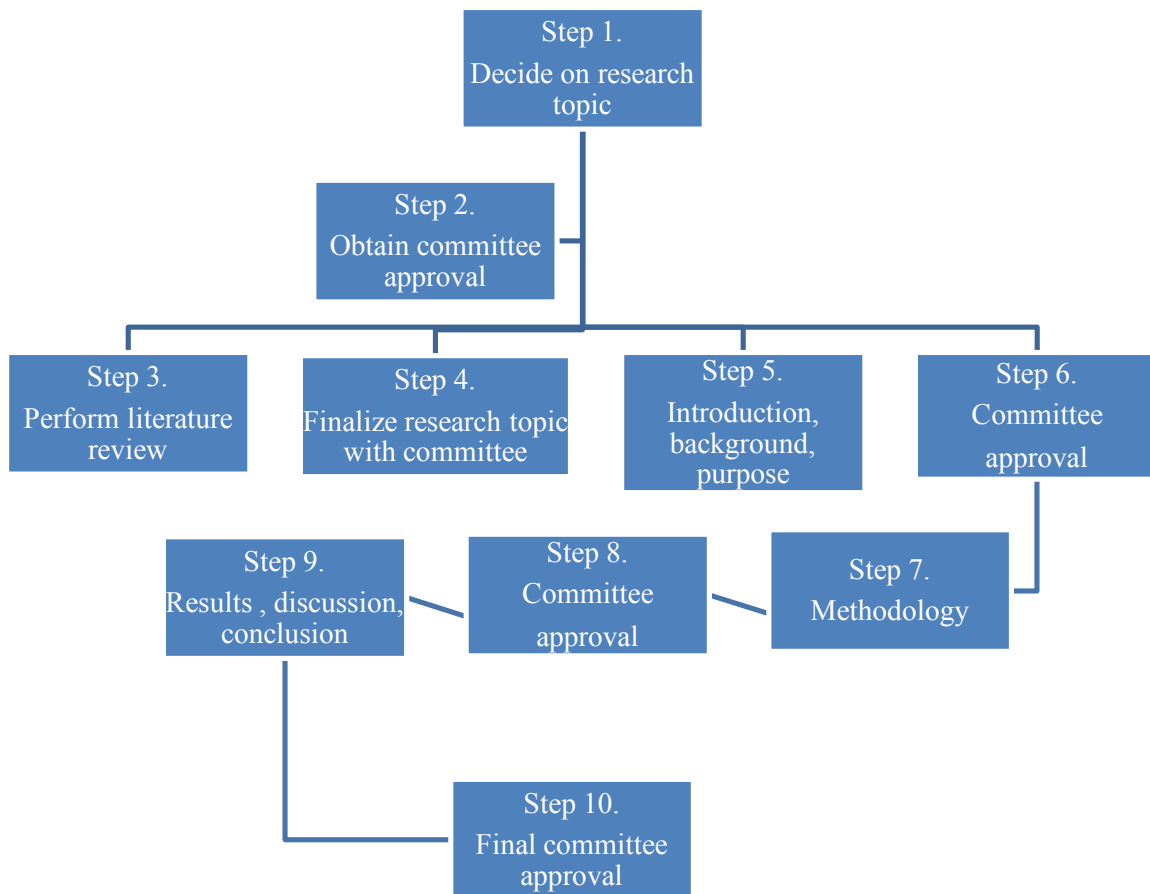 Step 1.
Decide on research
topic
Step 2.
Obtain committee
approval
Step 3.
Perform literature
review
Step 4.
Finalize research topic
with committee
Step 5.
Introduction,
background,
purpose
Step 6.
Committee
approval
Step 7.
Methodology
Step 8.
Committee
approval
Step 9.
Results , discussion,
conclusion
Step 10.
Final committee
approval